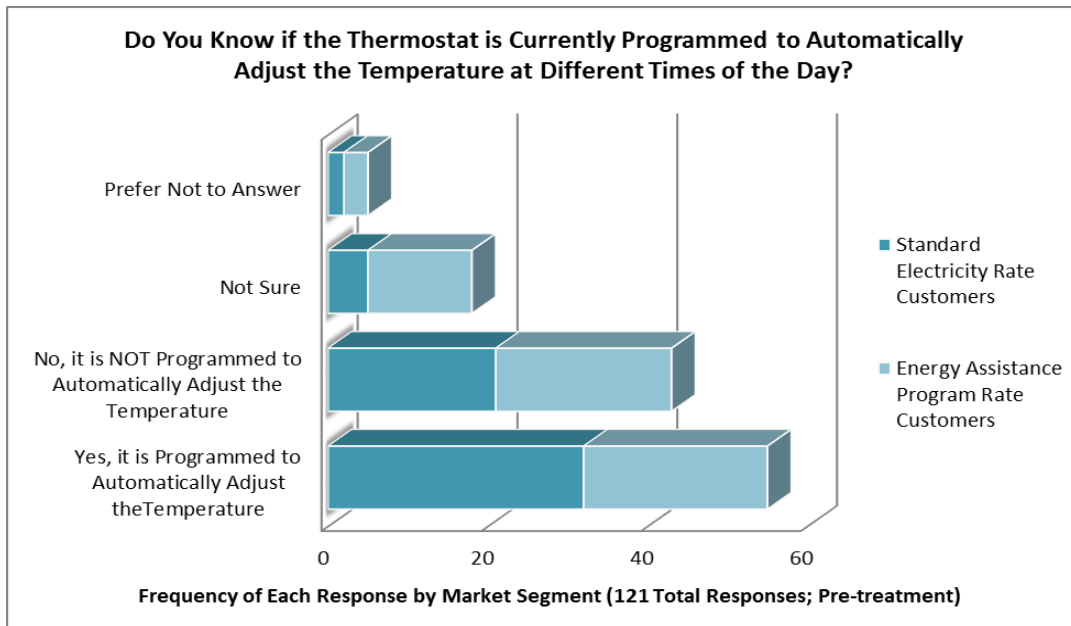 Do You Know if the Thermostat is Currently Programmed to Automatically
Adjust the Temperature at Different Times of the Day?
Prefer Not to Answer
Not Sure
No, it is NOT Programmed to
Automatically Adjust the
Temperature
Yes, it is Programmed to
Automatically Adjust
theTemperature
0
20
40
60
Standard
Electricity Rate
Customers
Energy Assistance
Program Rate
Customers
Frequency of Each Response by Market Segment (121 Total Responses; Pre-treatment)